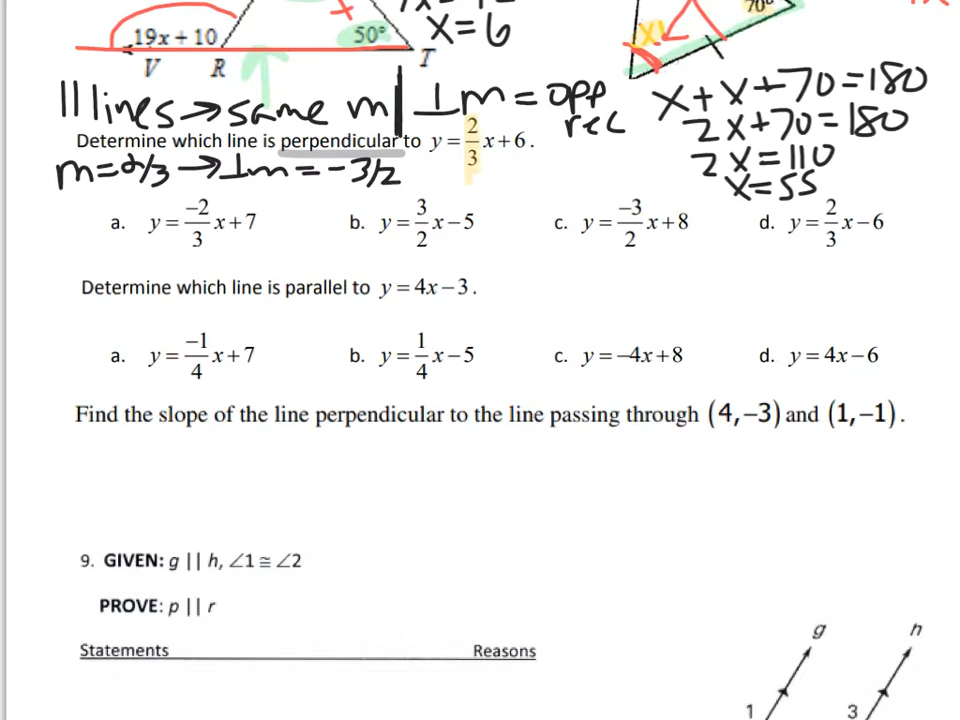 19x + 10
50°
x=6
70°
x
V R
T
|| lines → same m | ⊥m = opp rec
x+x+70=180
2x+70=180
2x=110
x=55
Determine which line is perpendicular to y = 2/3 x + 6.
m=2/3 → ⊥m = -3/2
a. y = -2/3 x + 7 b. y = 3/2 x − 5 c. y = -3/2 x + 8 d. y = 2/3 x − 6
Determine which line is parallel to y = 4x − 3.
a. y = -1/4 x + 7 b. y = 1/4 x − 5 c. y = −4x + 8 d. y = 4x − 6
Find the slope of the line perpendicular to the line passing through (4,−3) and (1,−1).
9. GIVEN: g || h, ∠1 ≅ ∠2
PROVE: p || r
Statements Reasons
g h
1 3